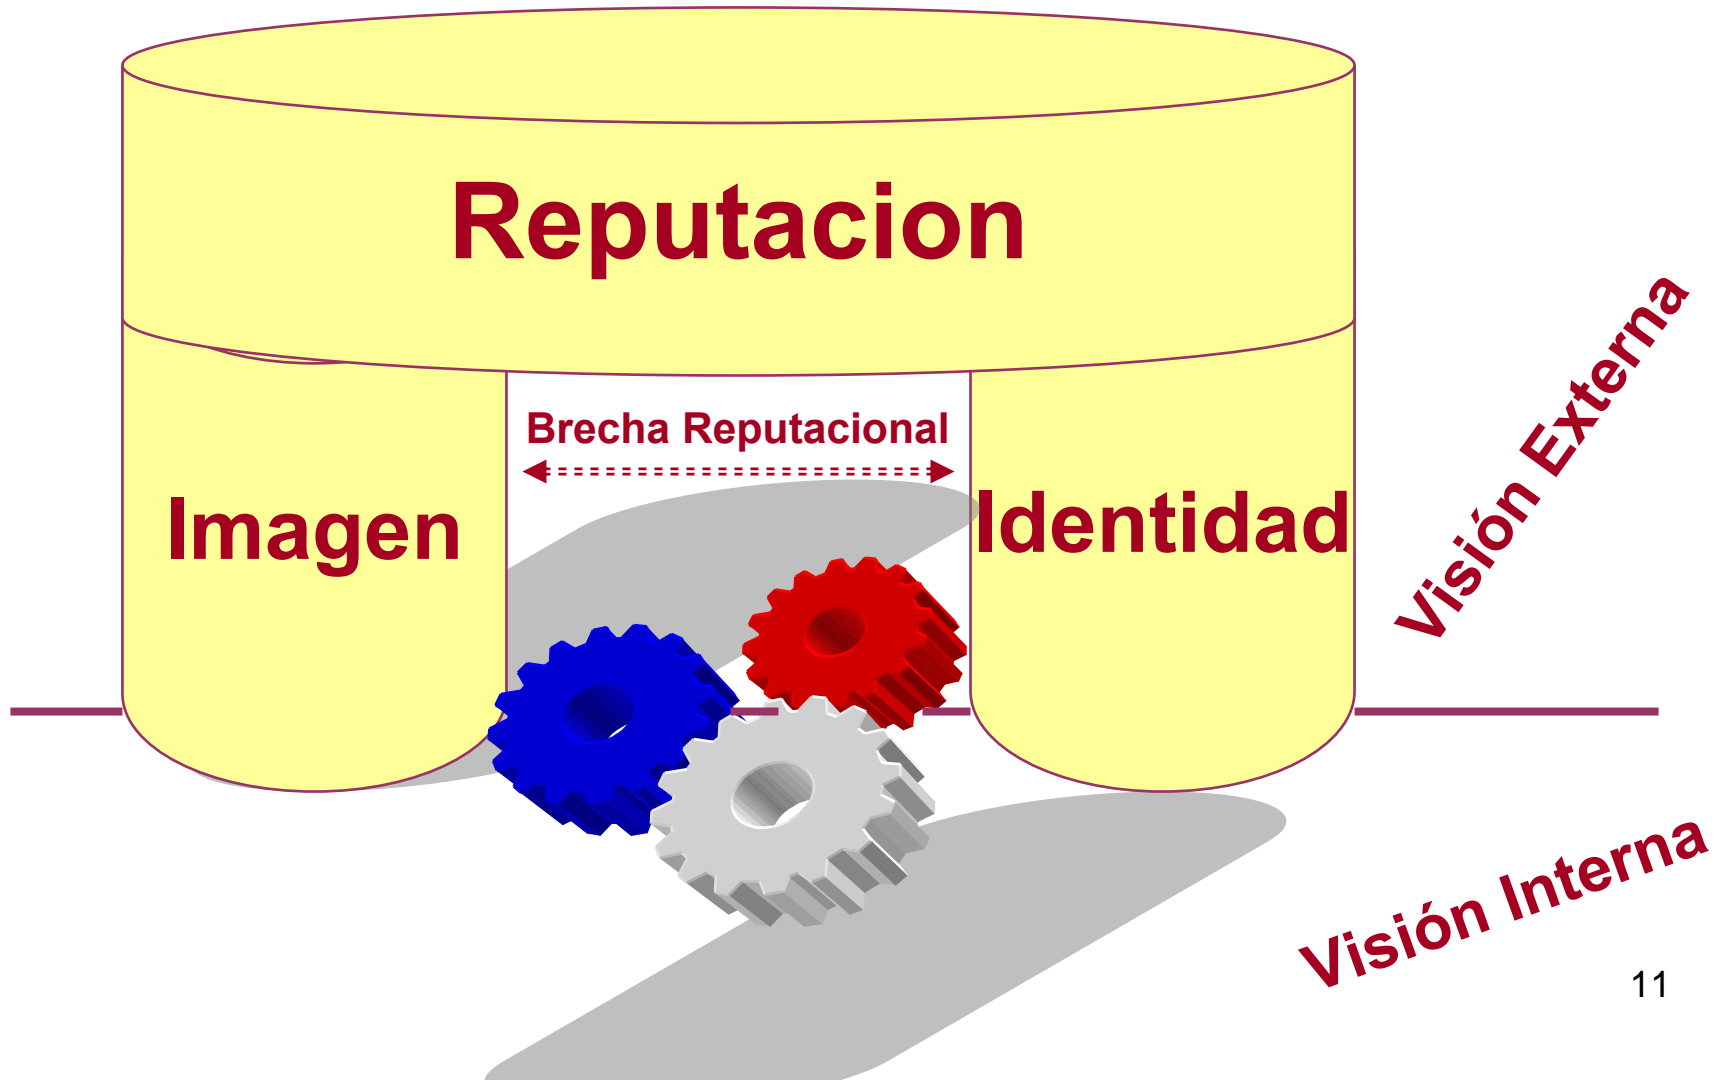 Reputacion
Brecha Reputacional
Imagen
Identidad
Visión Externa
Visión Interna
11